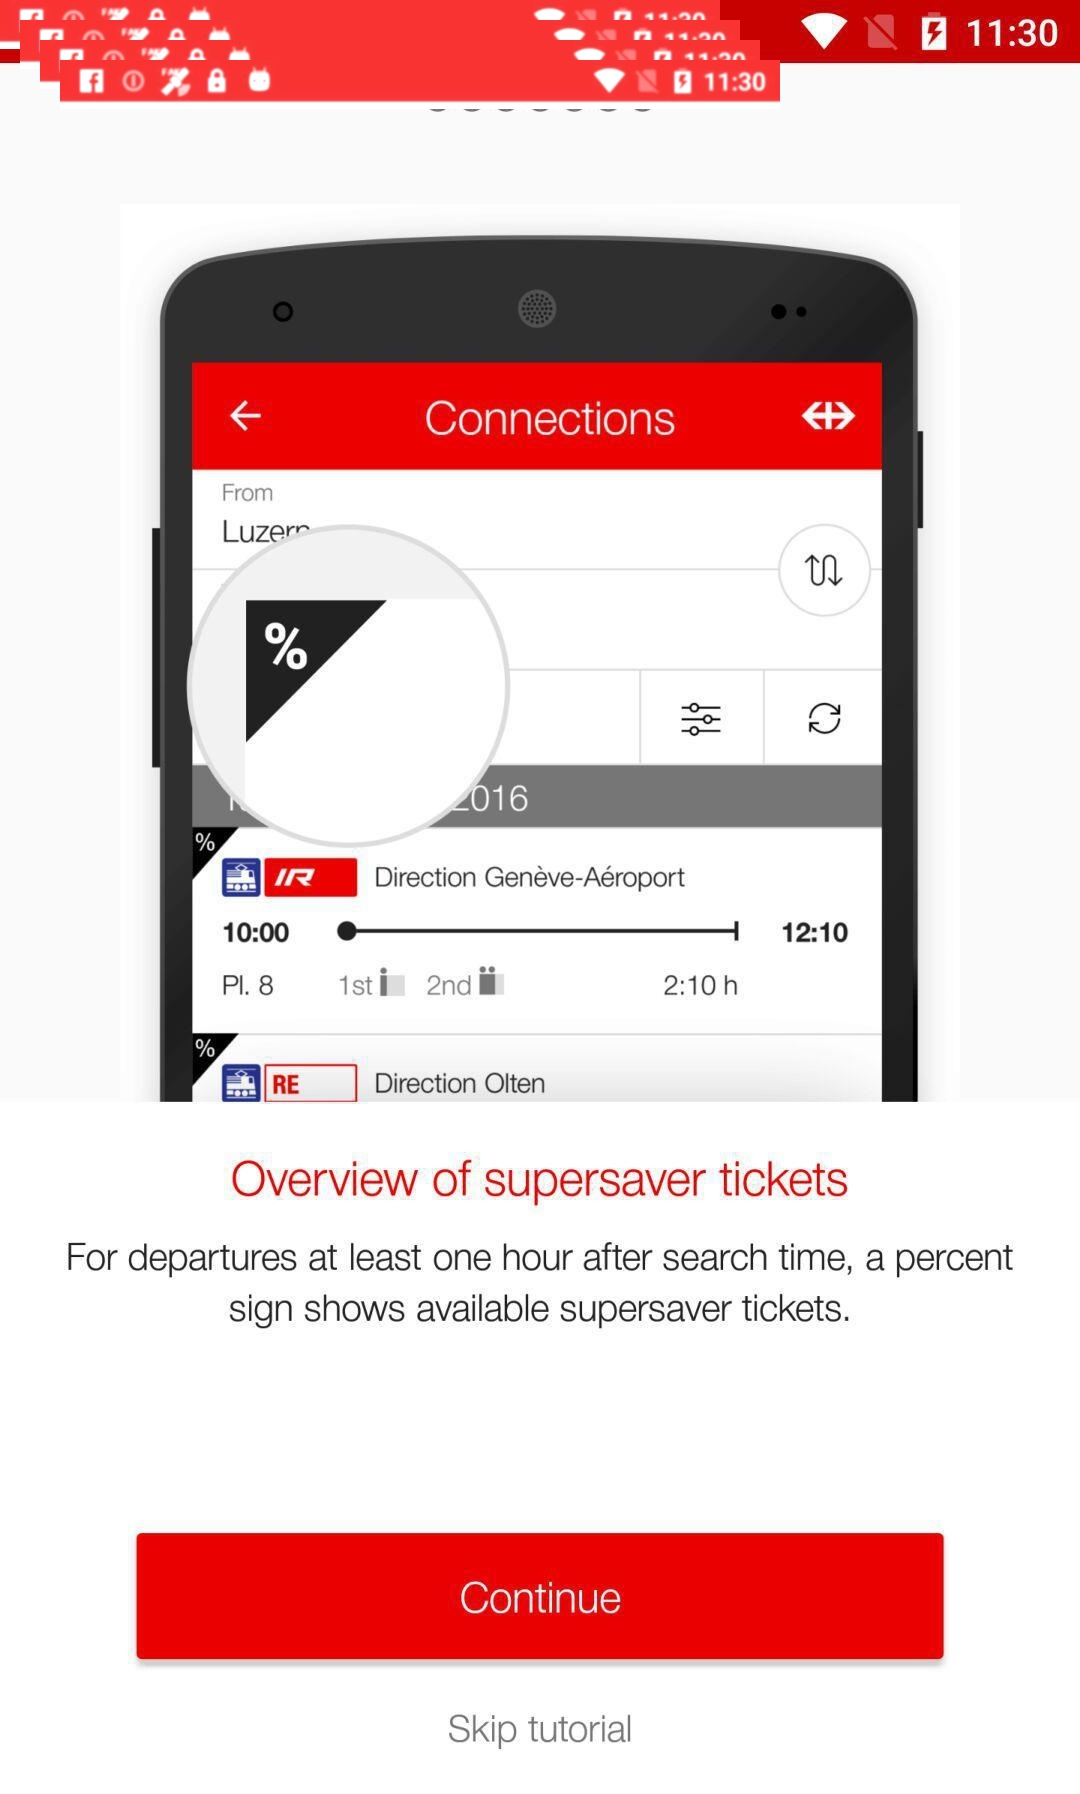 11:30
11:30
Connections
From
Luzern
%
2016
%
IR Direction Genève-Aéroport
10:00 12:10
Pl. 8 1st 2nd 2:10 h
%
RE Direction Olten
Overview of supersaver tickets
For departures at least one hour after search time, a percent
sign shows available supersaver tickets.
Continue
Skip tutorial